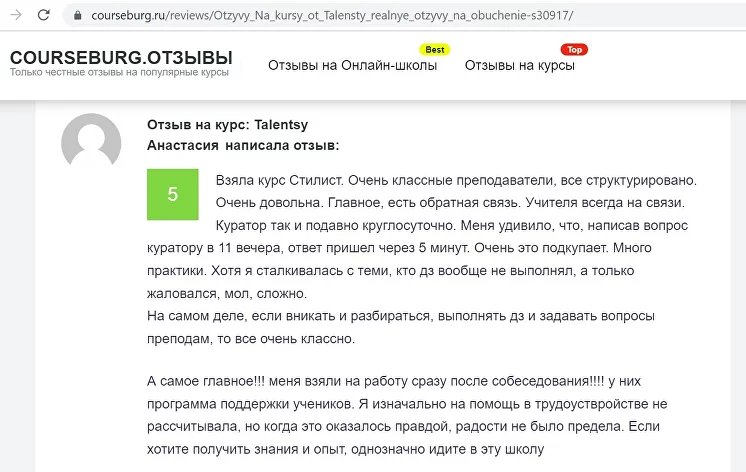 courseburg.ru/reviews/Otzyvy_Na_kursy_ot_Talensty_realnye_otzyvy_na_obuchenie-s30917/
COURSEBURG.ОТЗЫВЫ
Только честные отзывы на популярные курсы
Best
Отзывы на Онлайн-школы
Top
Отзывы на курсы
Отзыв на курс: Talentsy
Анастасия написала отзыв:
5
Взяла курс Стилист. Очень классные преподаватели, все структурировано.
Очень довольна. Главное, есть обратная связь. Учителя всегда на связи.
Куратор так и подавно круглосуточно. Меня удивило, что, написав вопрос
куратору в 11 вечера, ответ пришел через 5 минут. Очень это подкупает. Много
практики. Хотя я сталкивалась с теми, кто дз вообще не выполнял, а только
жаловался, мол, сложно.
На самом деле, если вникать и разбираться, выполнять дз и задавать вопросы
преподам, то все очень классно.
А самое главное!!! меня взяли на работу сразу после собеседования!!!! у них
программа поддержки учеников. Я изначально на помощь в трудоуствройстве не
рассчитывала, но когда это оказалось правдой, радости не было предела. Если
хотите получить знания и опыт, однозначно идите в эту школу